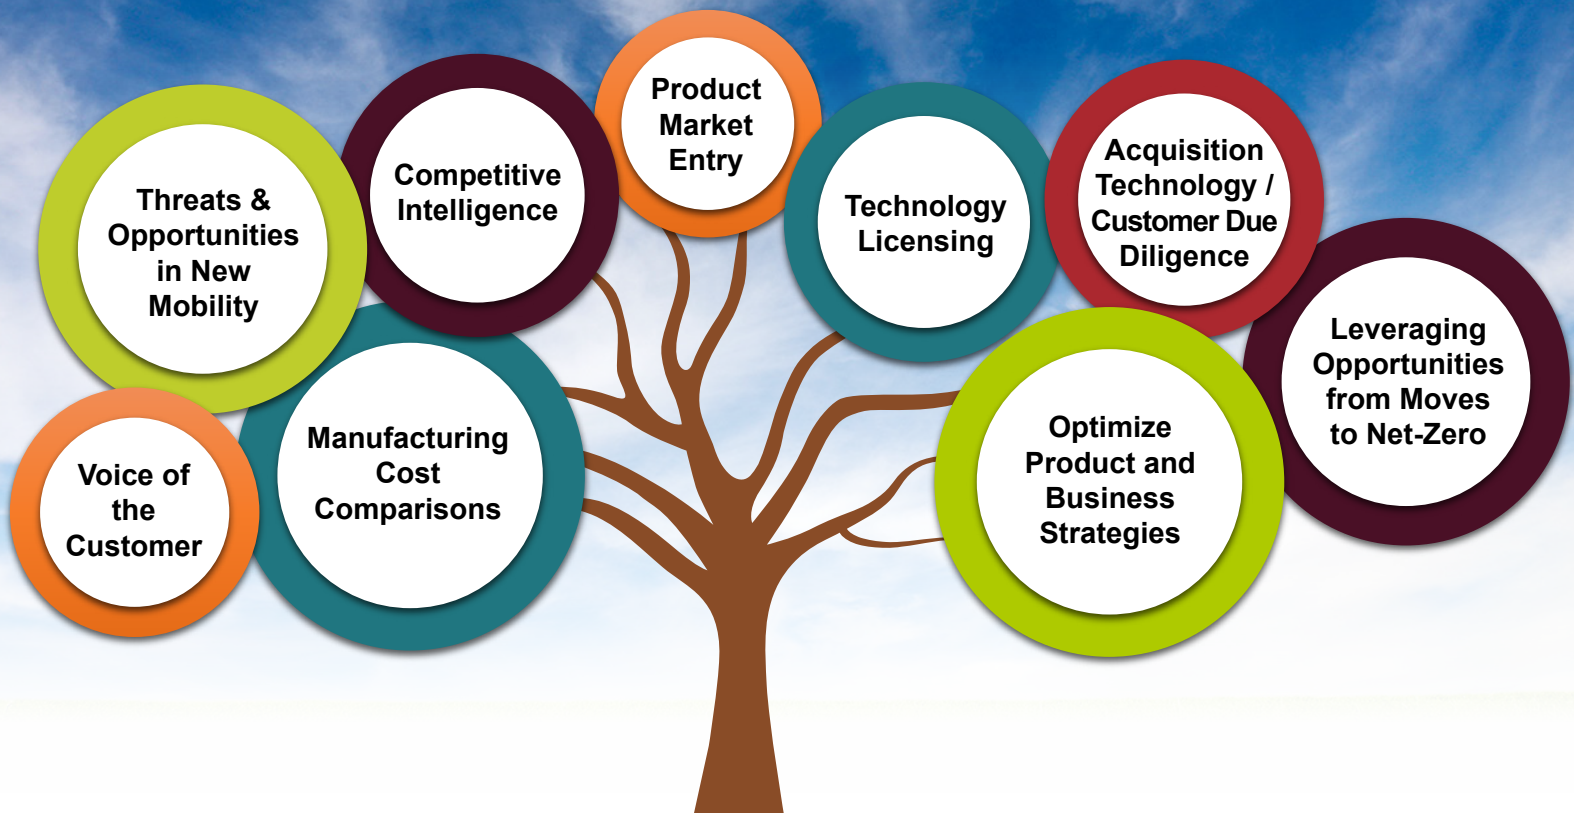 Threats &
Opportunities
in New
Mobility
Competitive
Intelligence
Product
Market
Entry
Technology
Licensing
Acquisition
Technology /
Customer Due
Diligence
Leveraging
Opportunities
from Moves
to Net-Zero
Voice of
the
Customer
Manufacturing
Cost
Comparisons
Optimize
Product and
Business
Strategies